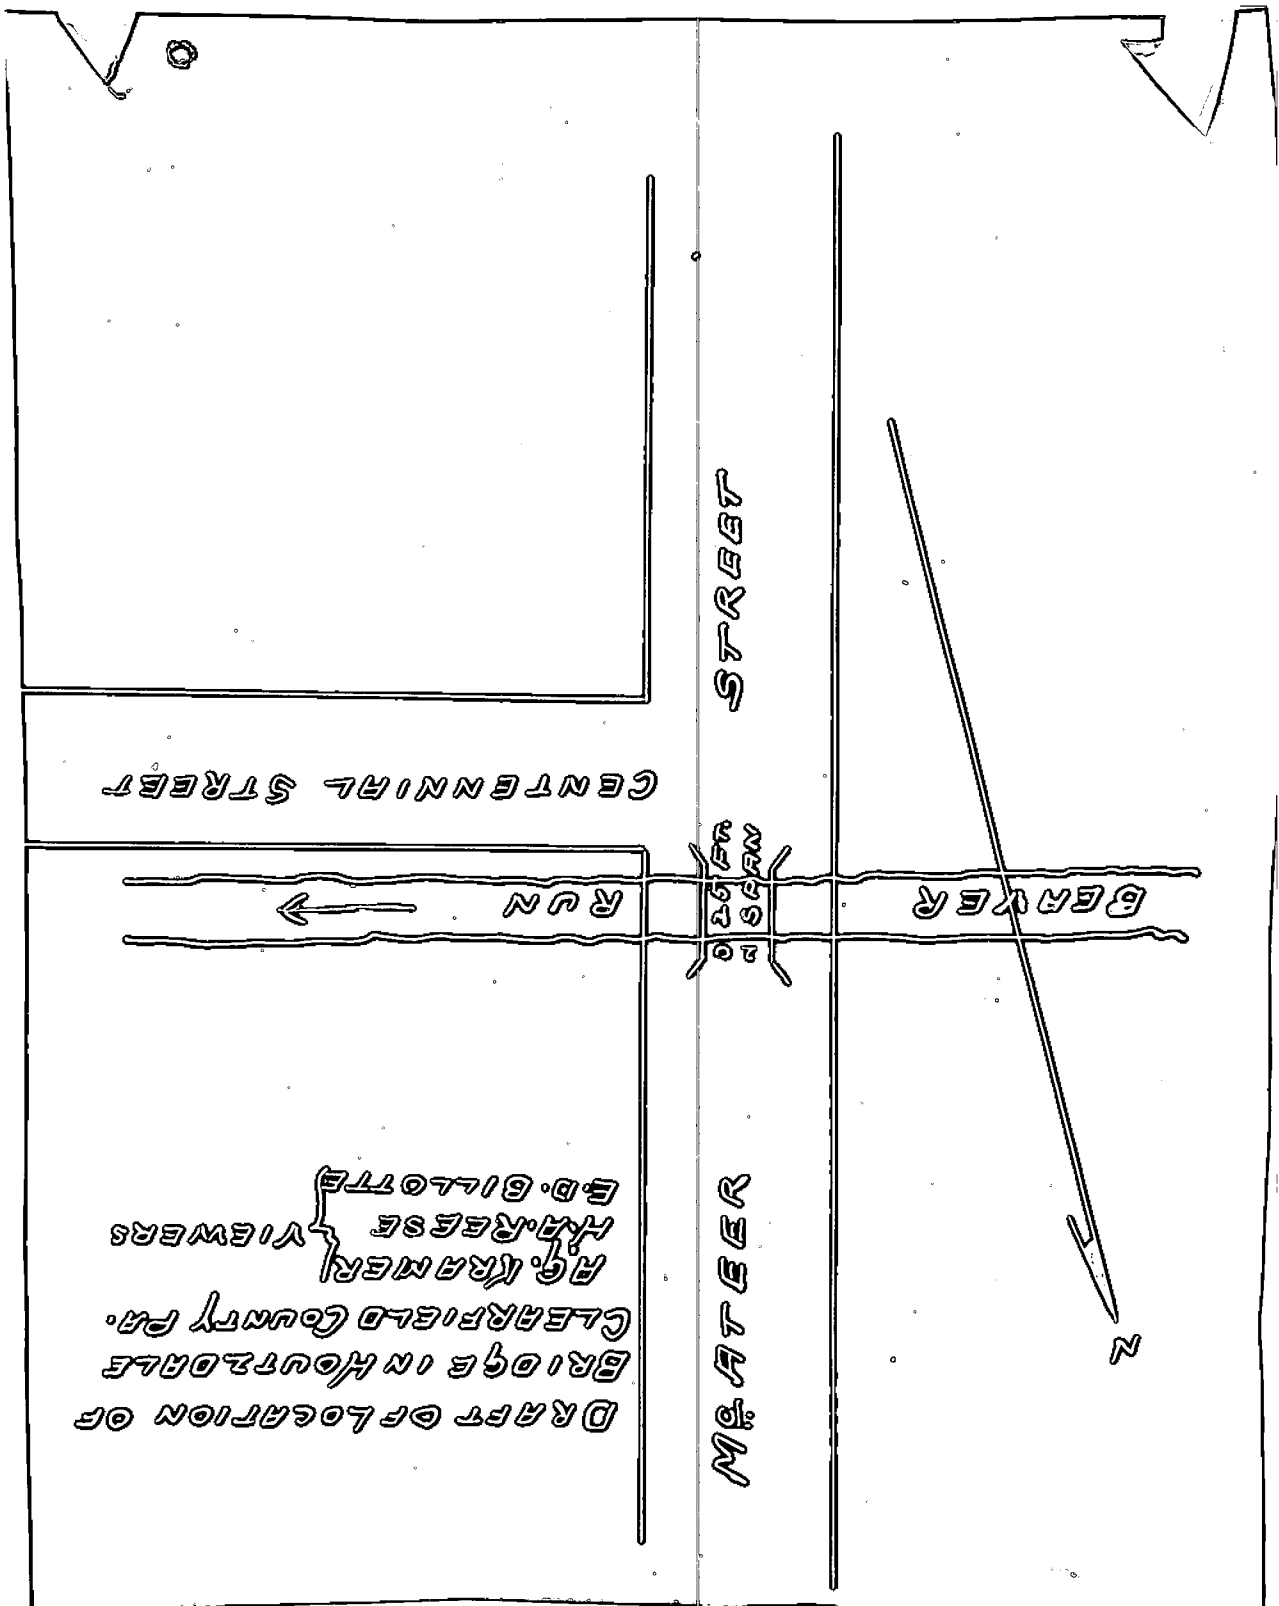 DRAFT OF LOCATION OF
BRIDGE IN HOUTZDALE
CLEARFIELD COUNTY PA.
A.G. KRAMER
H.A. REESE
VIEWERS
E.D. BILLOTTE
N
BEAVER RUN
FT.
SPAN
CENTENNIAL STREET
McATEER STREET